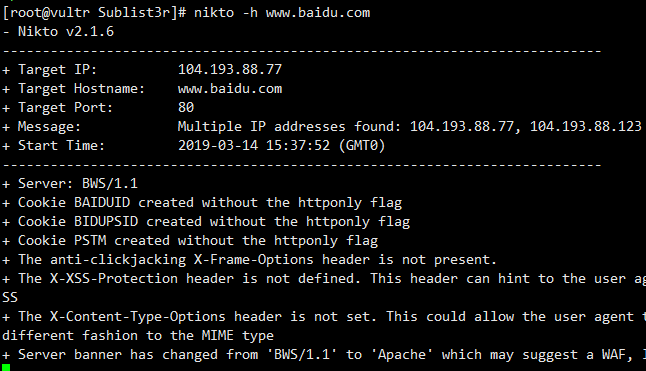 [root@vultr Sublist3r]# nikto -h www.baidu.com
- Nikto v2.1.6
---------------------------------------------------------------------------
+ Target IP:          104.193.88.77
+ Target Hostname:    www.baidu.com
+ Target Port:        80
+ Message:            Multiple IP addresses found: 104.193.88.77, 104.193.88.123
+ Start Time:         2019-03-14 15:37:52 (GMT0)
---------------------------------------------------------------------------
+ Server: BWS/1.1
+ Cookie BAIDUID created without the httponly flag
+ Cookie BIDUPSID created without the httponly flag
+ Cookie PSTM created without the httponly flag
+ The anti-clickjacking X-Frame-Options header is not present.
+ The X-XSS-Protection header is not defined. This header can hint to the user
SS
+ The X-Content-Type-Options header is not set. This could allow the user agent
different fashion to the MIME type
+ Server banner has changed from 'BWS/1.1' to 'Apache' which may suggest a WAF,